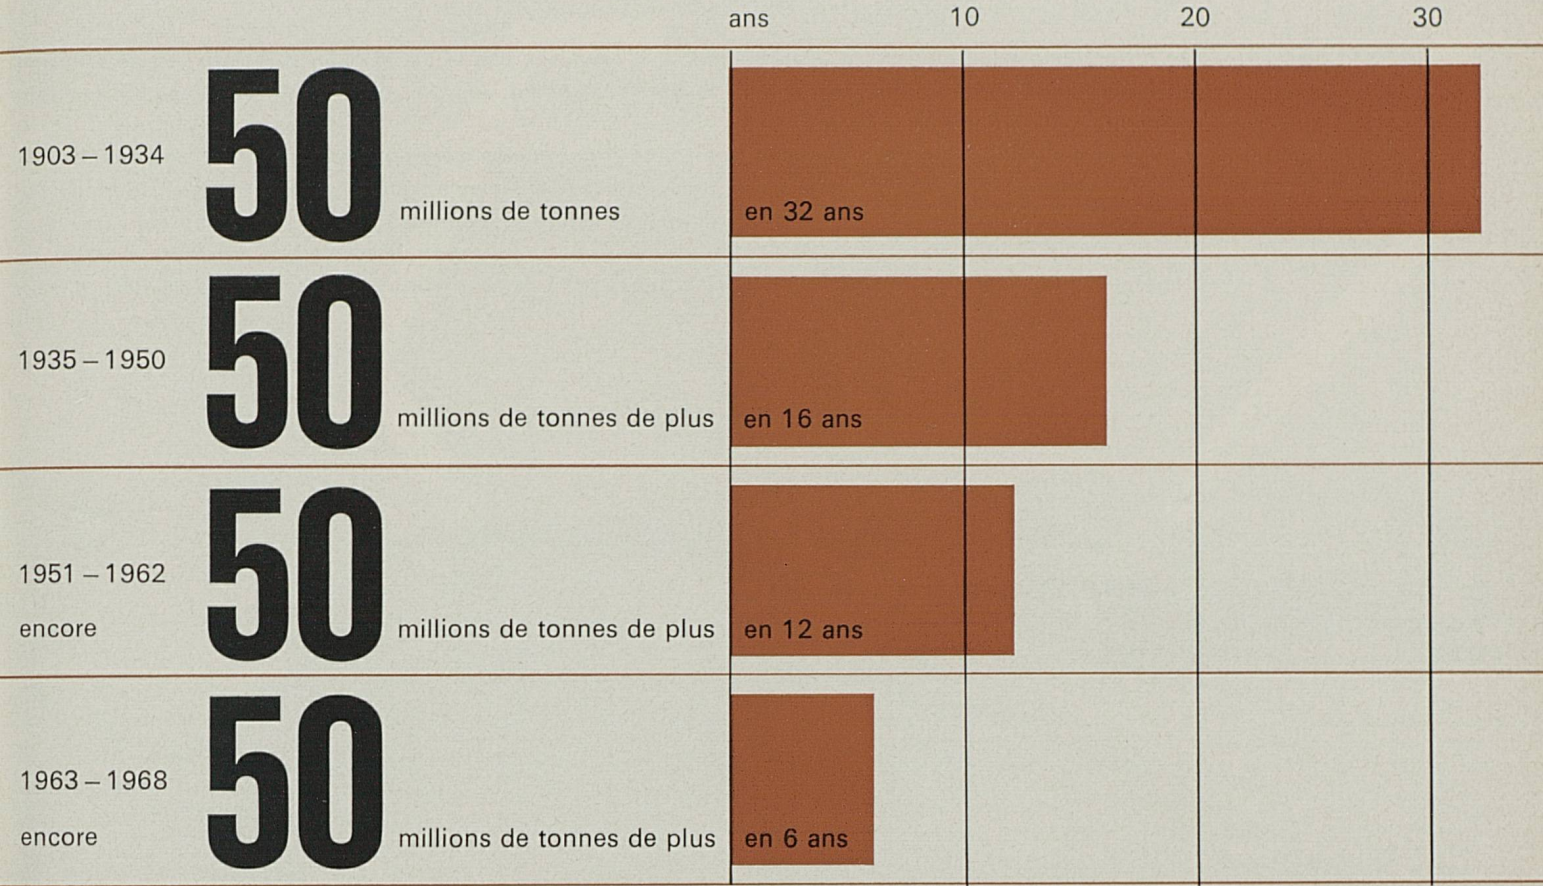 ans 10 20 30
1903–1934 50 millions de tonnes en 32 ans
1935–1950 50 millions de tonnes de plus en 16 ans
1951–1962
encore 50 millions de tonnes de plus en 12 ans
1963–1968
encore 50 millions de tonnes de plus en 6 ans